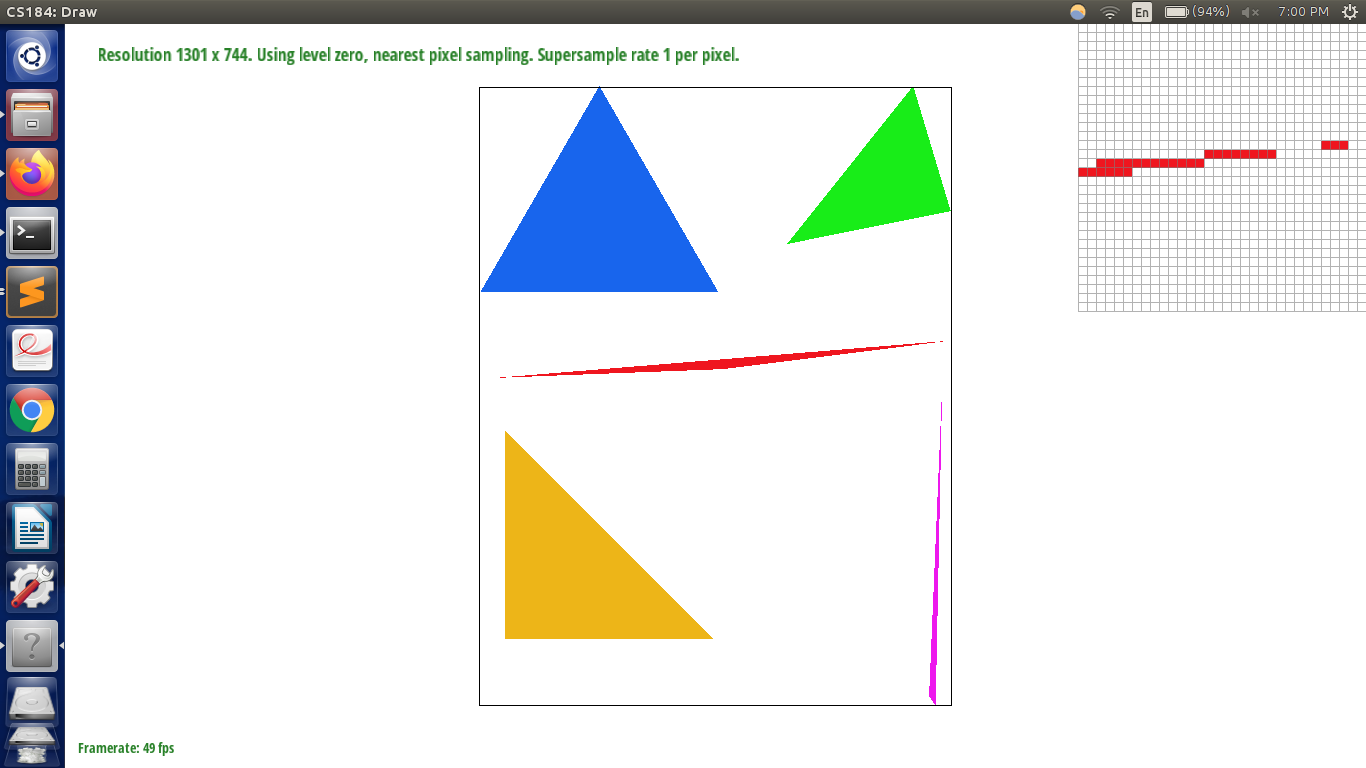 CS184: Draw
En
(94%)
7:00 PM
Resolution 1301 x 744. Using level zero, nearest pixel sampling. Supersample rate 1 per pixel.
>_
?
Framerate: 49 fps